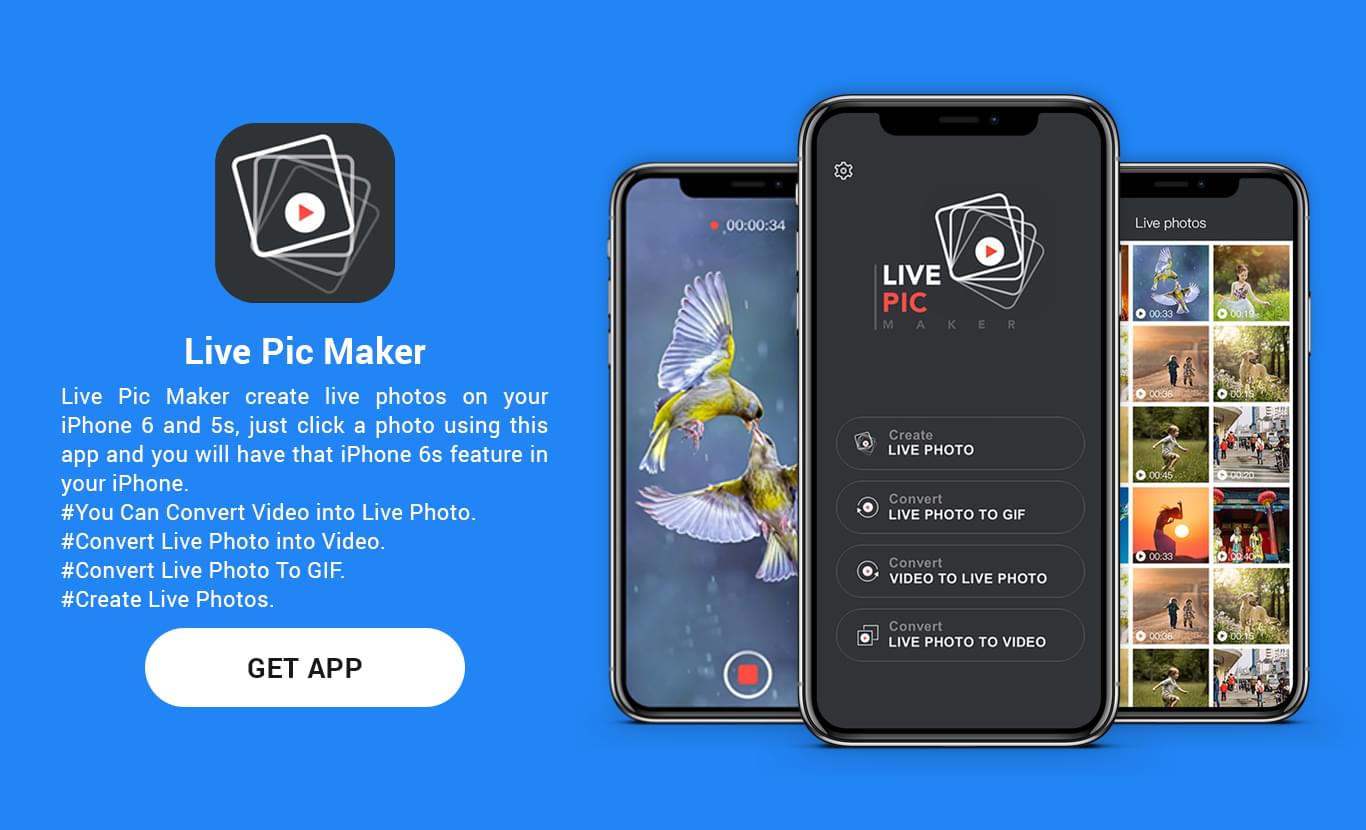 Live Pic Maker
Live Pic Maker create live photos on your
iPhone 6 and 5s, just click a photo using this
app and you will have that iPhone 6s feature in
your iPhone.
#You Can Convert Video into Live Photo.
#Convert Live Photo into Video.
#Convert Live Photo To GIF.
#Create Live Photos.
GET APP
00:00:34
LIVE
PIC
MAKER
Create
LIVE PHOTO
Convert
LIVE PHOTO TO GIF
Convert
VIDEO TO LIVE PHOTO
Convert
LIVE PHOTO TO VIDEO
Live photos
00:33
00:19
00:36
00:15
00:45
00:20
00:33
00:40
00:36
00:15